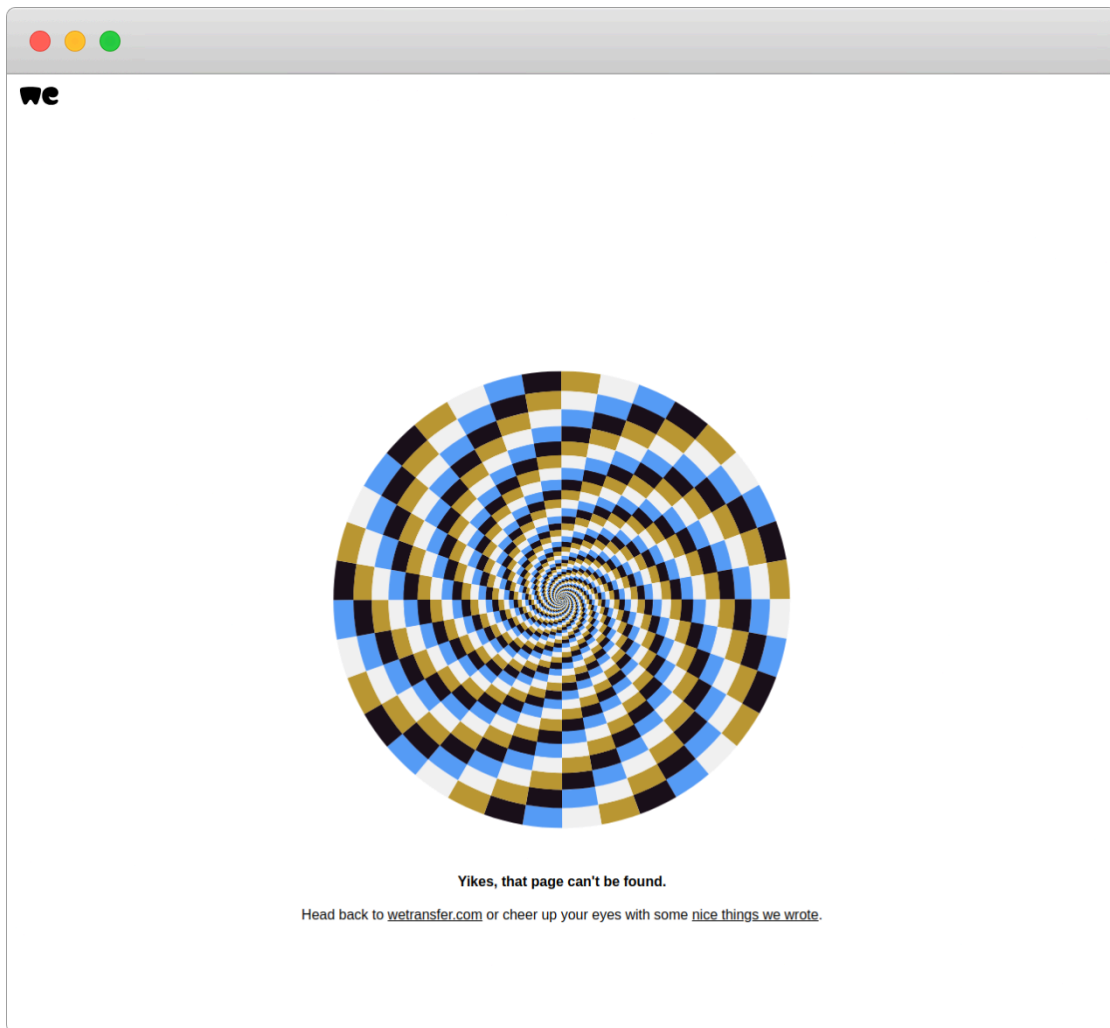 we
Yikes, that page can't be found.
Head back to wetransfer.com or cheer up your eyes with some nice things we wrote.